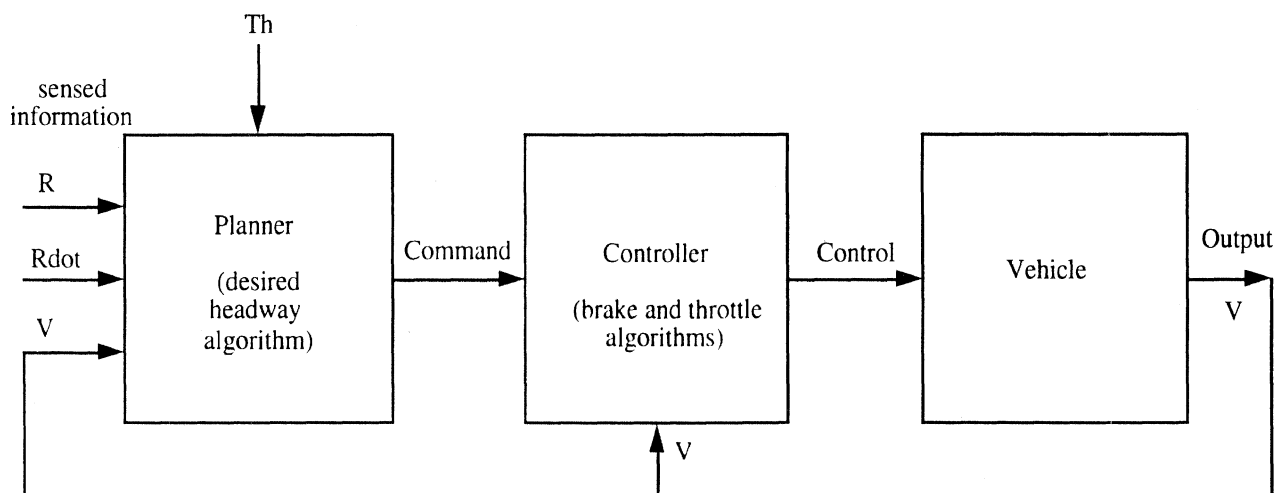 Th
sensed
information
R
Rdot
V
Planner
(desired
headway
algorithm)
Command
Controller
(brake and throttle
algorithms)
Control
Vehicle
Output
V
V